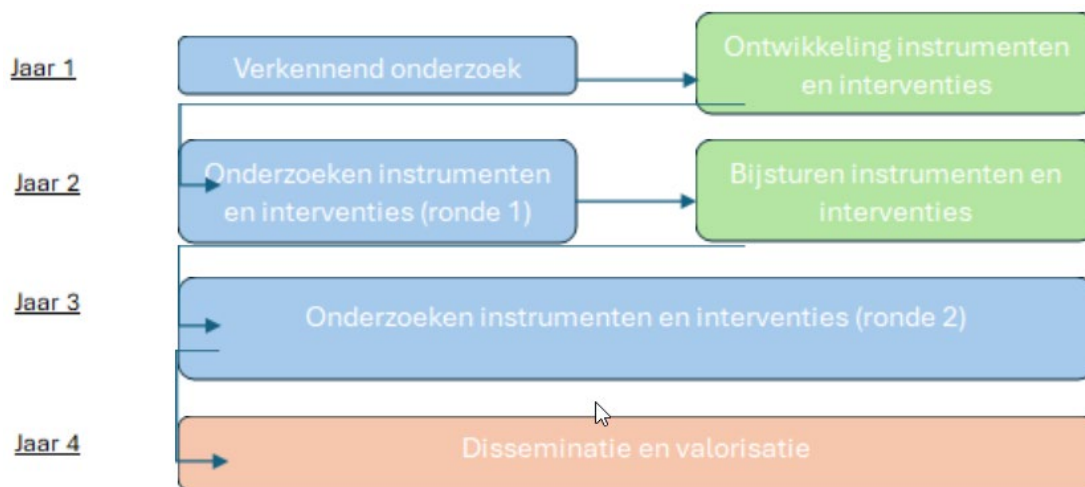 Jaar 1
Verkennend onderzoek
Ontwikkeling instrumenten
en interventies
Jaar 2
Onderzoeken instrumenten
en interventies (ronde 1)
Bijsturen instrumenten en
interventies
Jaar 3
Onderzoeken instrumenten en interventies (ronde 2)
Jaar 4
Disseminatie en valorisatie